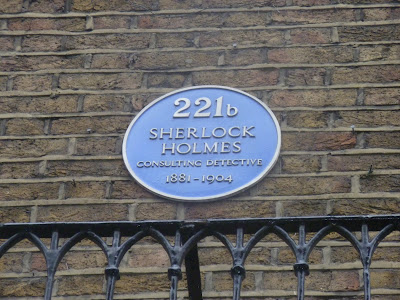 221b
SHERLOCK
HOLMES
CONSULTING DETECTIVE
1881-1904